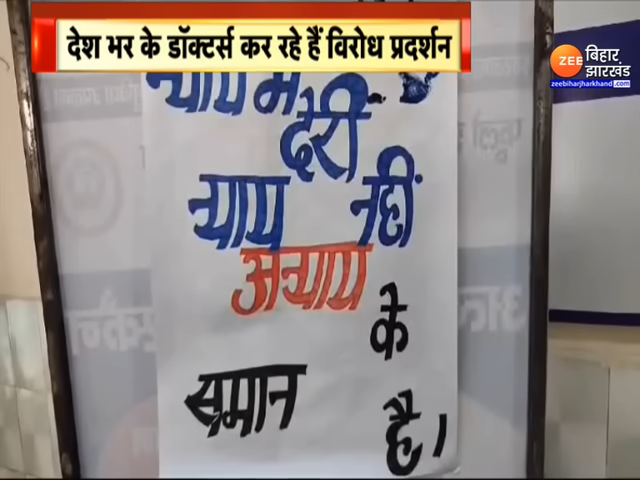 देश भर के डॉक्टर्स कर रहे हैं विरोध प्रदर्शन
ZEE बिहार झारखंड
zeebiharjharkhand.com
न्याय में
देरी
न्याय नहीं
अन्याय
के
समान
है।